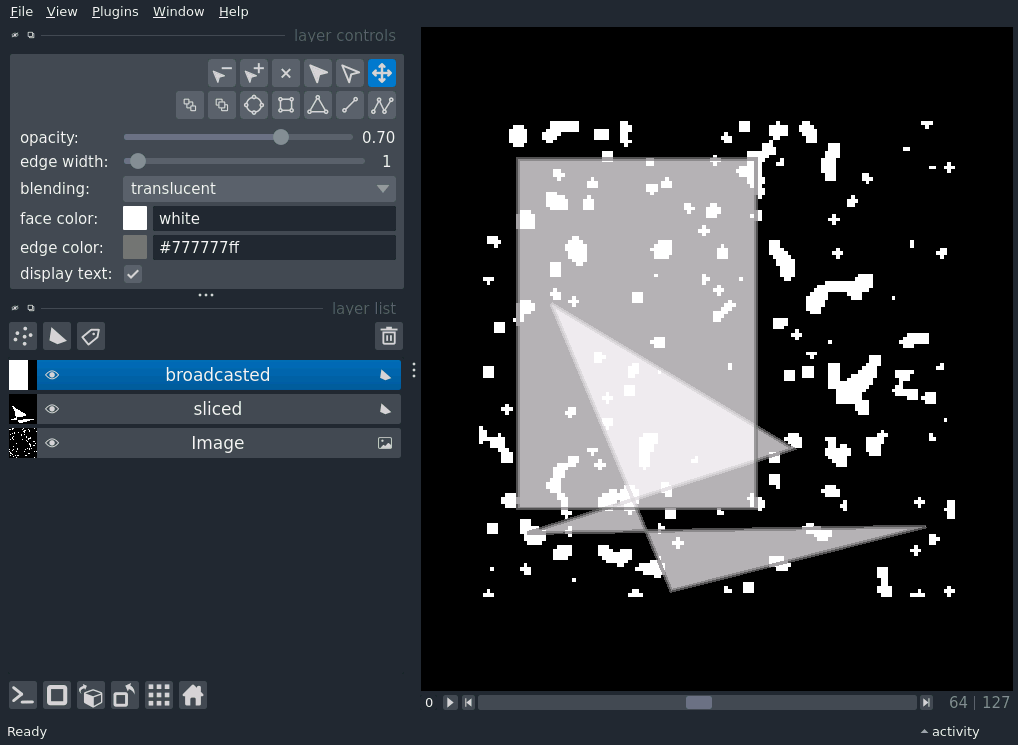 File View Plugins Window Help
layer controls
opacity: 0.70
edge width: 1
blending: translucent
face color: white
edge color: #777777ff
display text:
layer list
broadcasted
sliced
Image
0 64 | 127
Ready activity